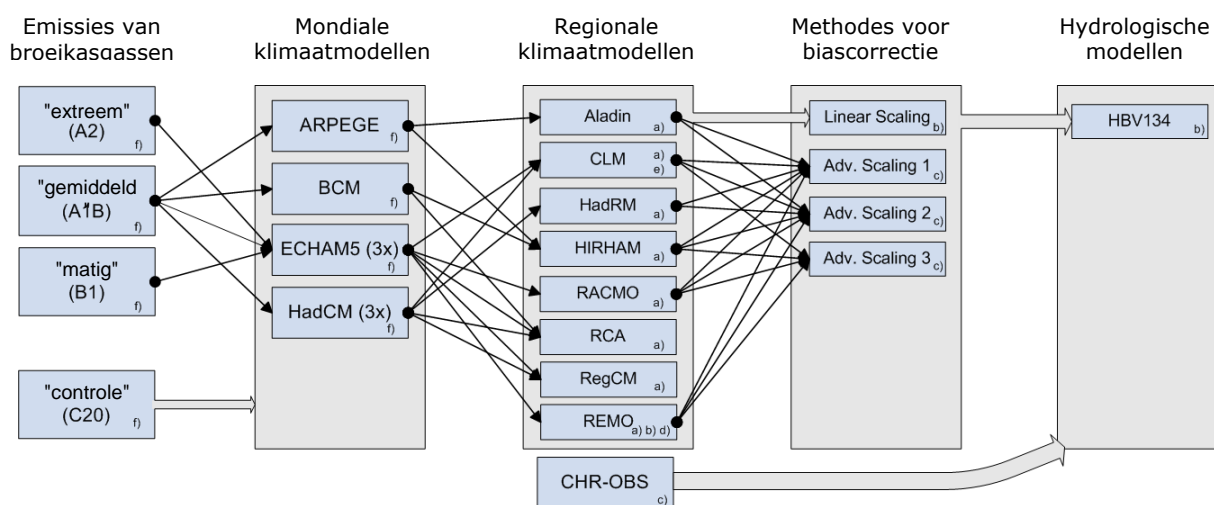 Emissies van
broeikasgassen
Mondiale
klimaatmodellen
Regionale
klimaatmodellen
Methodes voor
biascorrectie
Hydrologische
modellen
"extreem"
(A2)
f)
"gemiddeld
(A1B)
f)
"matig"
(B1)
f)
"controle"
(C20)
f)
ARPEGE
f)
BCM
f)
ECHAM5 (3x)
f)
HadCM (3x)
f)
Aladin
a)
CLM
a)
e)
HadRM
a)
HIRHAM
a)
RACMO
a)
RCA
a)
RegCM
a)
REMO
a) b) d)
CHR-OBS
c)
Linear Scaling
b)
Adv. Scaling 1
c)
Adv. Scaling 2
c)
Adv. Scaling 3
c)
HBV134
b)